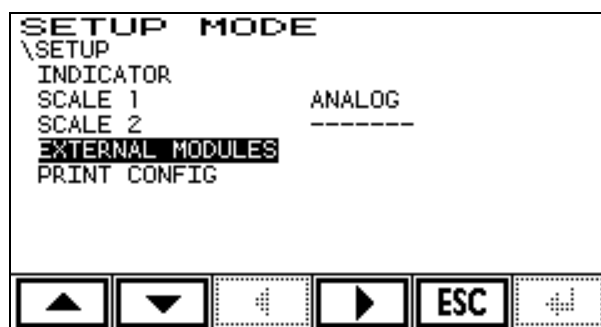 SETUP MODE
\SETUP
INDICATOR
SCALE 1 ANALOG
SCALE 2 -------
EXTERNAL MODULES
PRINT CONFIG
ESC